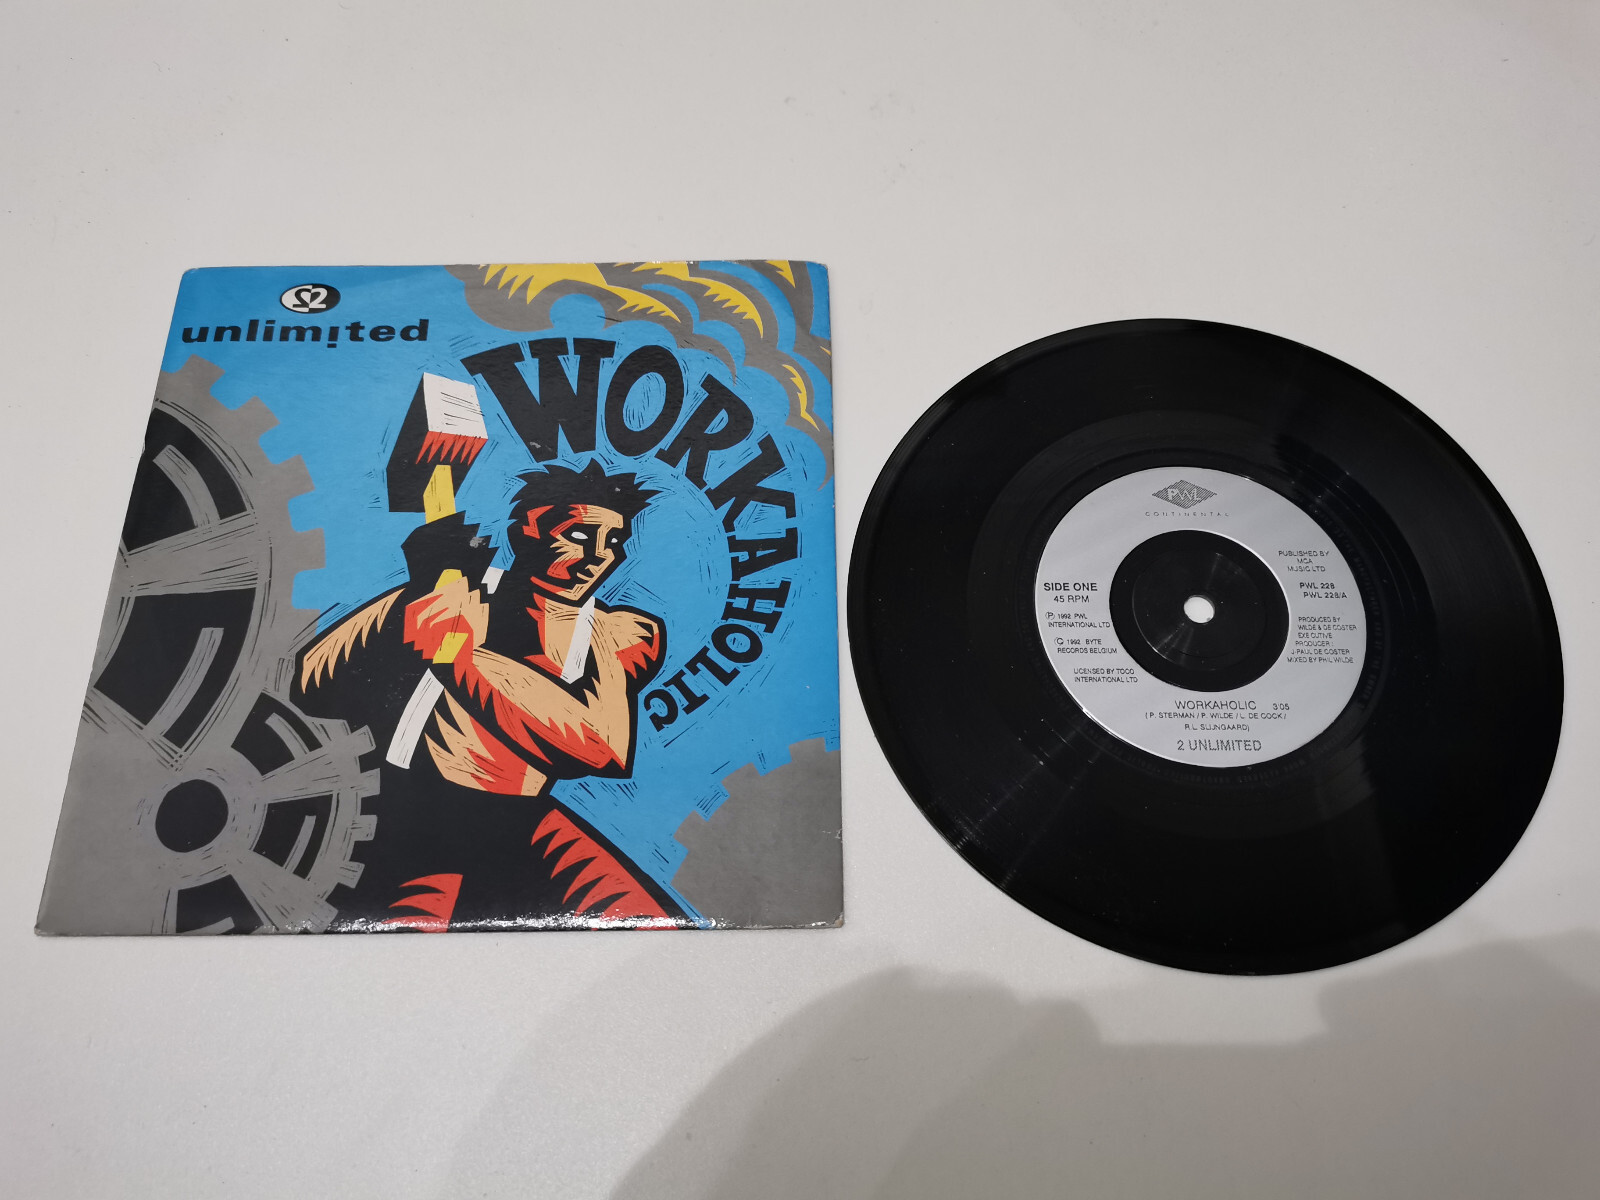 2
unlim!ted
WORKAHOLIC
PWL
CONTINENTAL
SIDE ONE
45 RPM
℗ 1992 PWL
INTERNATIONAL LTD
© 1992 BYTE
RECORDS BELGIUM
LICENSED BY TOCO
INTERNATIONAL LTD
PUBLISHED BY
MCA
MUSIC LTD
PWL 228
PWL 228/A
PRODUCED BY
WILDE & DE COSTER
EXECUTIVE
PRODUCER
J-PAUL DE COSTER
MIXED BY PHIL WILDE
WORKAHOLIC 3:05
( P. STERMAN / P. WILDE / L. DE COCK /
R.L. SLIJNGAARD)
2 UNLIMITED